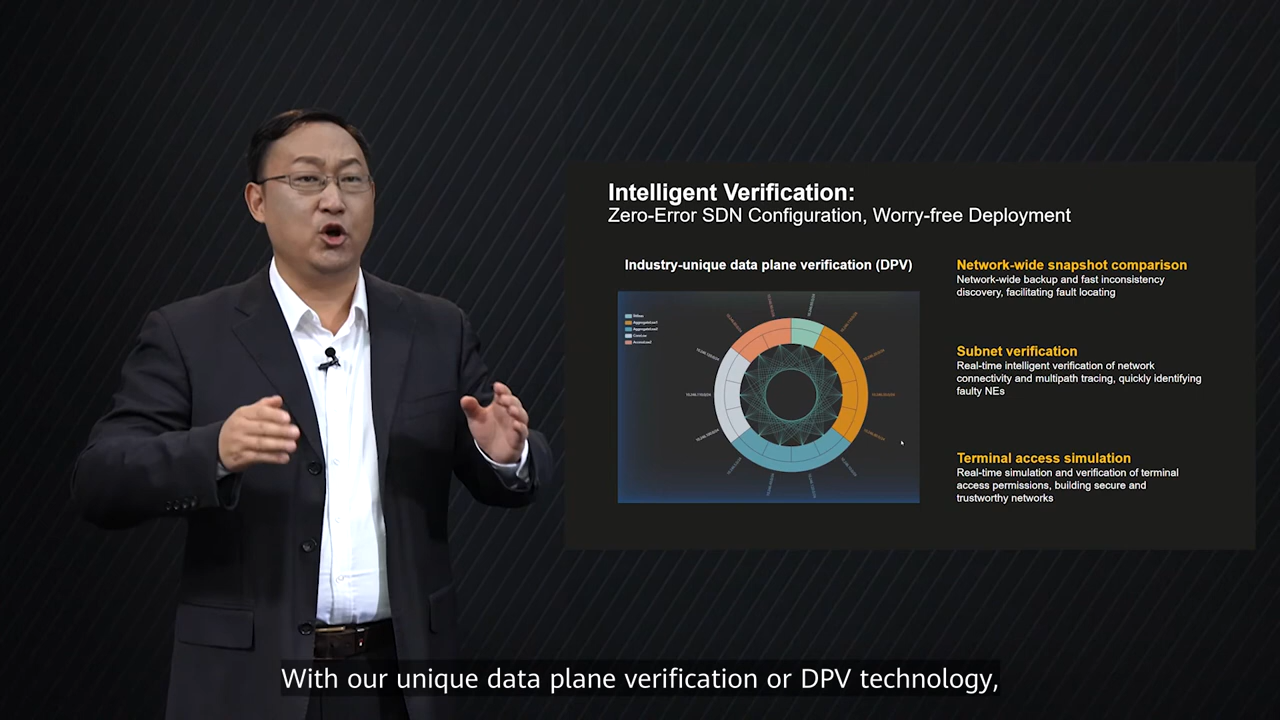 Intelligent Verification:
Zero-Error SDN Configuration, Worry-free Deployment
Industry-unique data plane verification (DPV)
Network-wide snapshot comparison
Network-wide backup and fast inconsistency
discovery, facilitating fault locating
Subnet verification
Real-time intelligent verification of network
connectivity and multipath tracing, quickly identifying
faulty NEs
Terminal access simulation
Real-time simulation and verification of terminal
access permissions, building secure and
trustworthy networks
With our unique data plane verification or DPV technology,